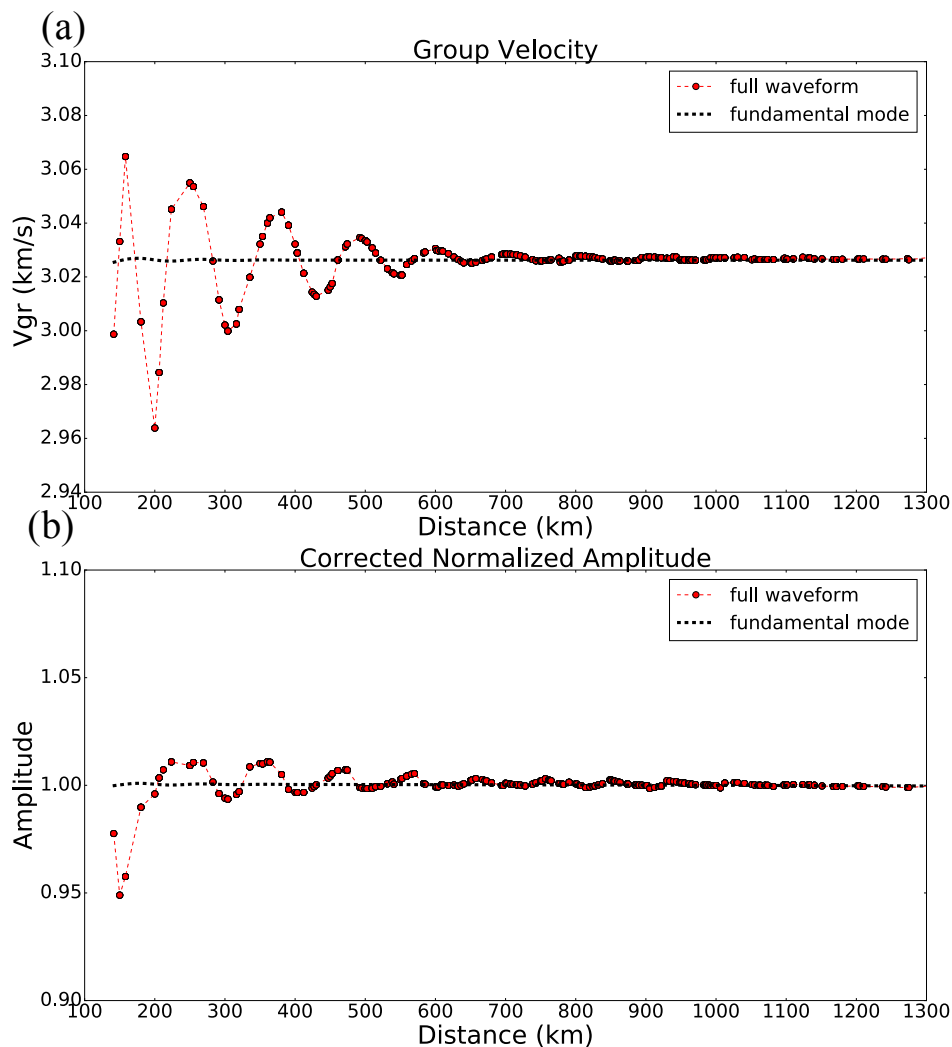 (a)
Group Velocity
3.10
3.08
3.06
3.04
3.02
3.00
2.98
2.96
2.94
Vgr (km/s)
full waveform
fundamental mode
100 200 300 400 500 600 700 800 900 1000 1100 1200 1300
Distance (km)
(b)
Corrected Normalized Amplitude
1.10
1.05
1.00
0.95
0.90
Amplitude
full waveform
fundamental mode
100 200 300 400 500 600 700 800 900 1000 1100 1200 1300
Distance (km)